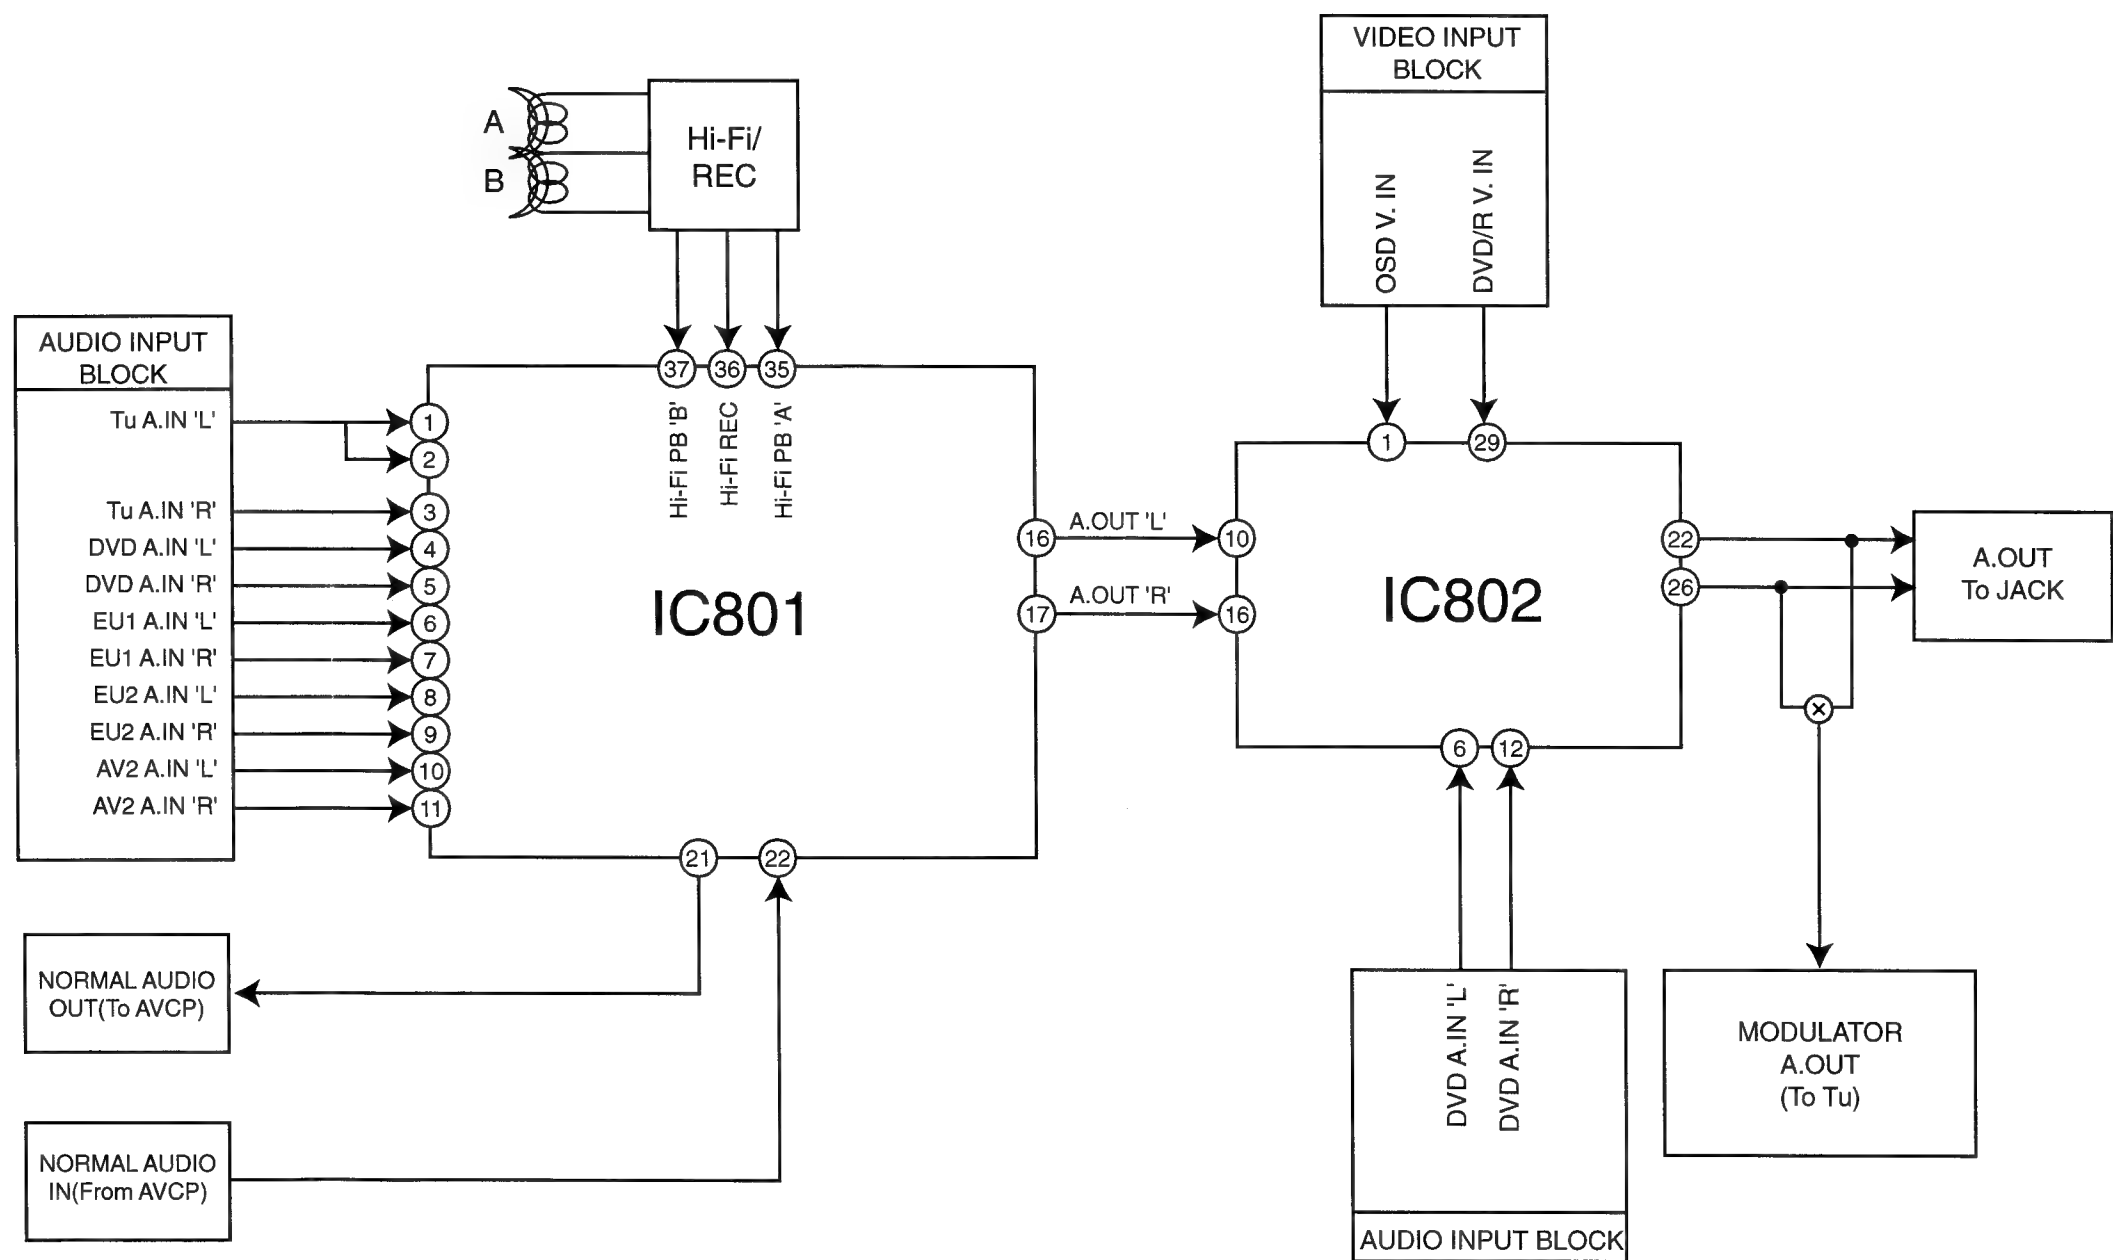 VIDEO INPUT
BLOCK
OSD V. IN
DVD/R V. IN
A
B
Hi-Fi/
REC
AUDIO INPUT
BLOCK
Tu A.IN 'L'
Tu A.IN 'R'
DVD A.IN 'L'
DVD A.IN 'R'
EU1 A.IN 'L'
EU1 A.IN 'R'
EU2 A.IN 'L'
EU2 A.IN 'R'
AV2 A.IN 'L'
AV2 A.IN 'R'
1
2
3
4
5
6
7
8
9
10
11
37
36
35
Hi-Fi PB 'B'
Hi-Fi REC
Hi-Fi PB 'A'
IC801
16
17
21
22
A.OUT 'L'
A.OUT 'R'
10
16
1
29
IC802
22
26
6
12
A.OUT
To JACK
NORMAL AUDIO
OUT(To AVCP)
NORMAL AUDIO
IN(From AVCP)
DVD A.IN 'L'
DVD A.IN 'R'
AUDIO INPUT BLOCK
MODULATOR
A.OUT
(To Tu)